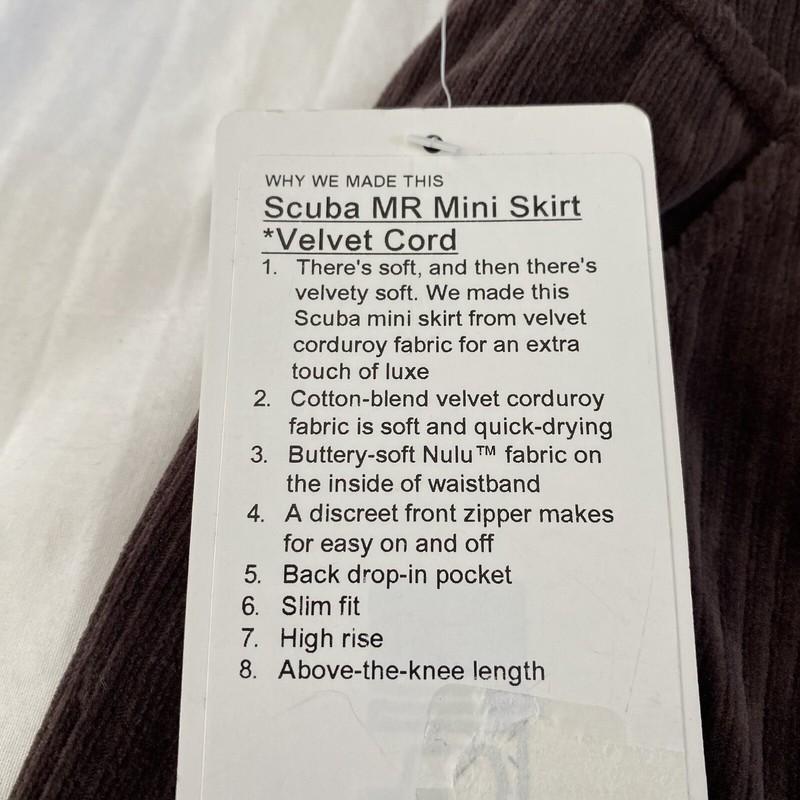 WHY WE MADE THIS
Scuba MR Mini Skirt
*Velvet Cord
1. There's soft, and then there's
velvety soft. We made this
Scuba mini skirt from velvet
corduroy fabric for an extra
touch of luxe
2. Cotton-blend velvet corduroy
fabric is soft and quick-drying
3. Buttery-soft Nulu™ fabric on
the inside of waistband
4. A discreet front zipper makes
for easy on and off
5. Back drop-in pocket
6. Slim fit
7. High rise
8. Above-the-knee length